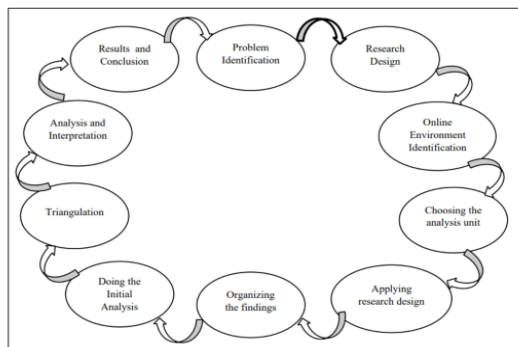 Results and
Conclusion
Problem
Identification
Research
Design
Online
Environment
Identification
Choosing the
analysis unit
Applying
research design
Organizing
the findings
Doing the
Initial
Analysis
Triangulation
Analysis and
Interpretation